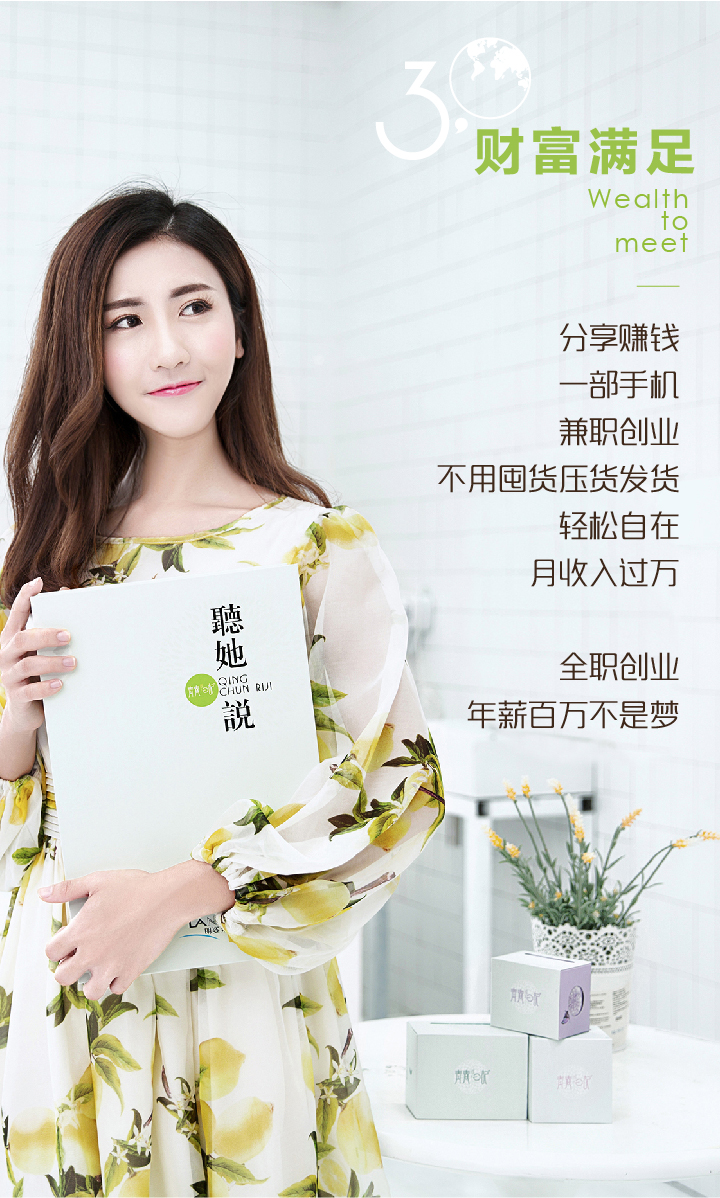 3.0
财富满足
Wealth
to
meet
分享赚钱
一部手机
兼职创业
不用囤货压货发货
轻松自在
月收入过万
全职创业
年薪百万不是梦
聽她說
QING
CHUN RUI